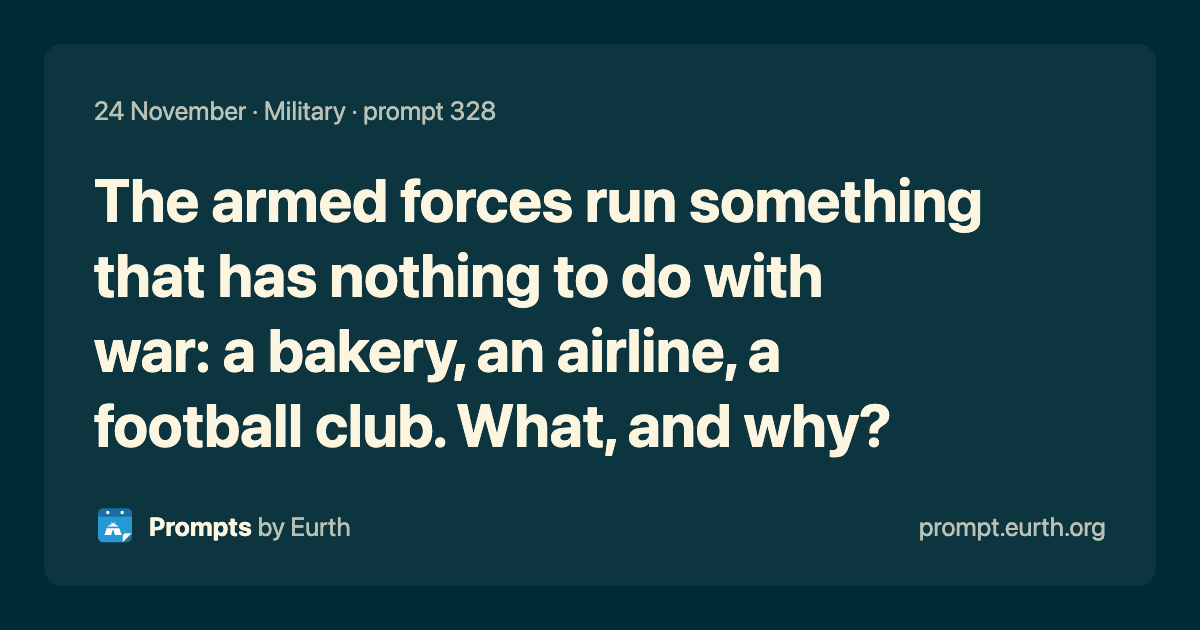 24 November · Military · prompt 328
The armed forces run something
that has nothing to do with
war: a bakery, an airline, a
football club. What, and why?
Prompts by Eurth
prompt.eurth.org